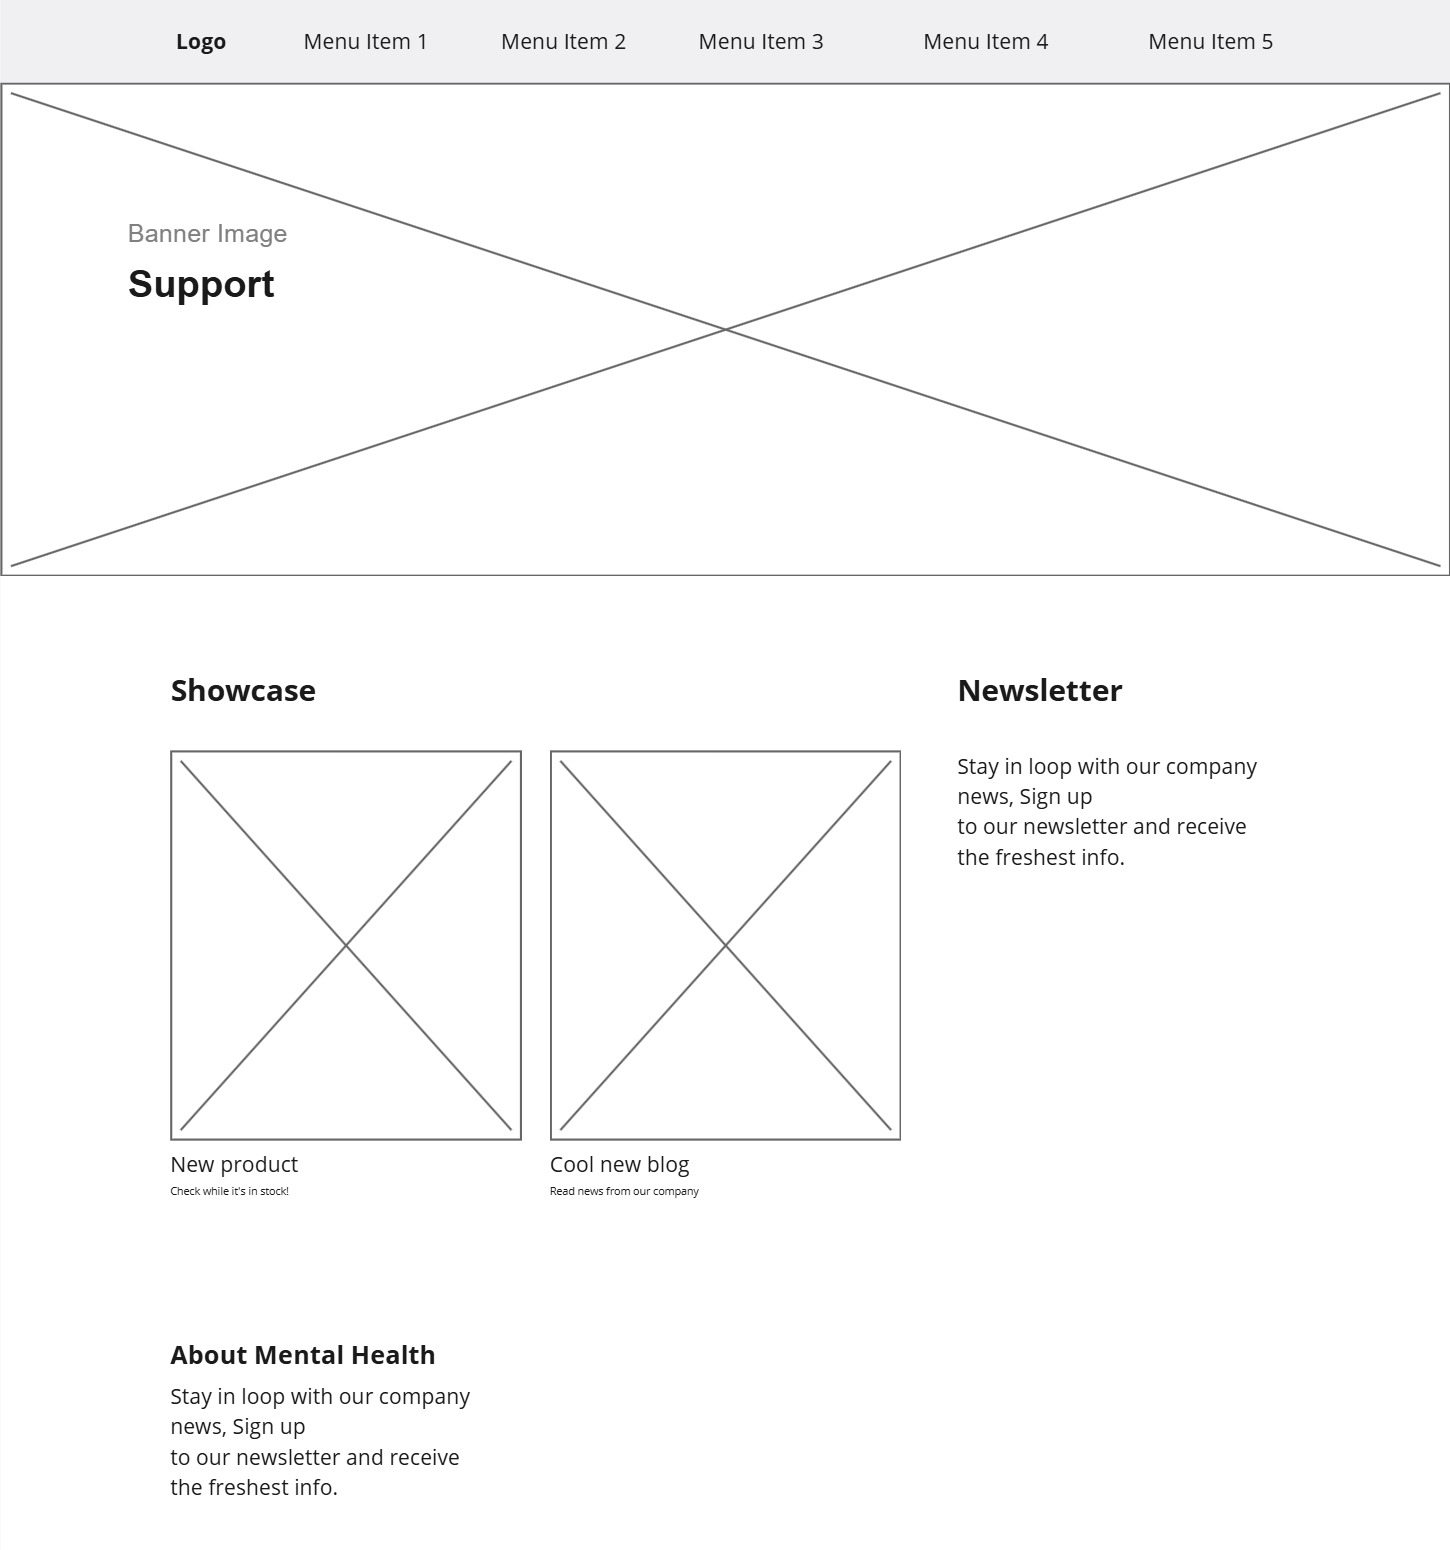 Logo Menu Item 1 Menu Item 2 Menu Item 3 Menu Item 4 Menu Item 5
Banner Image
Support
Showcase
New product
Check while it's in stock!
Cool new blog
Read news from our company
Newsletter
Stay in loop with our company
news, Sign up
to our newsletter and receive
the freshest info.
About Mental Health
Stay in loop with our company
news, Sign up
to our newsletter and receive
the freshest info.